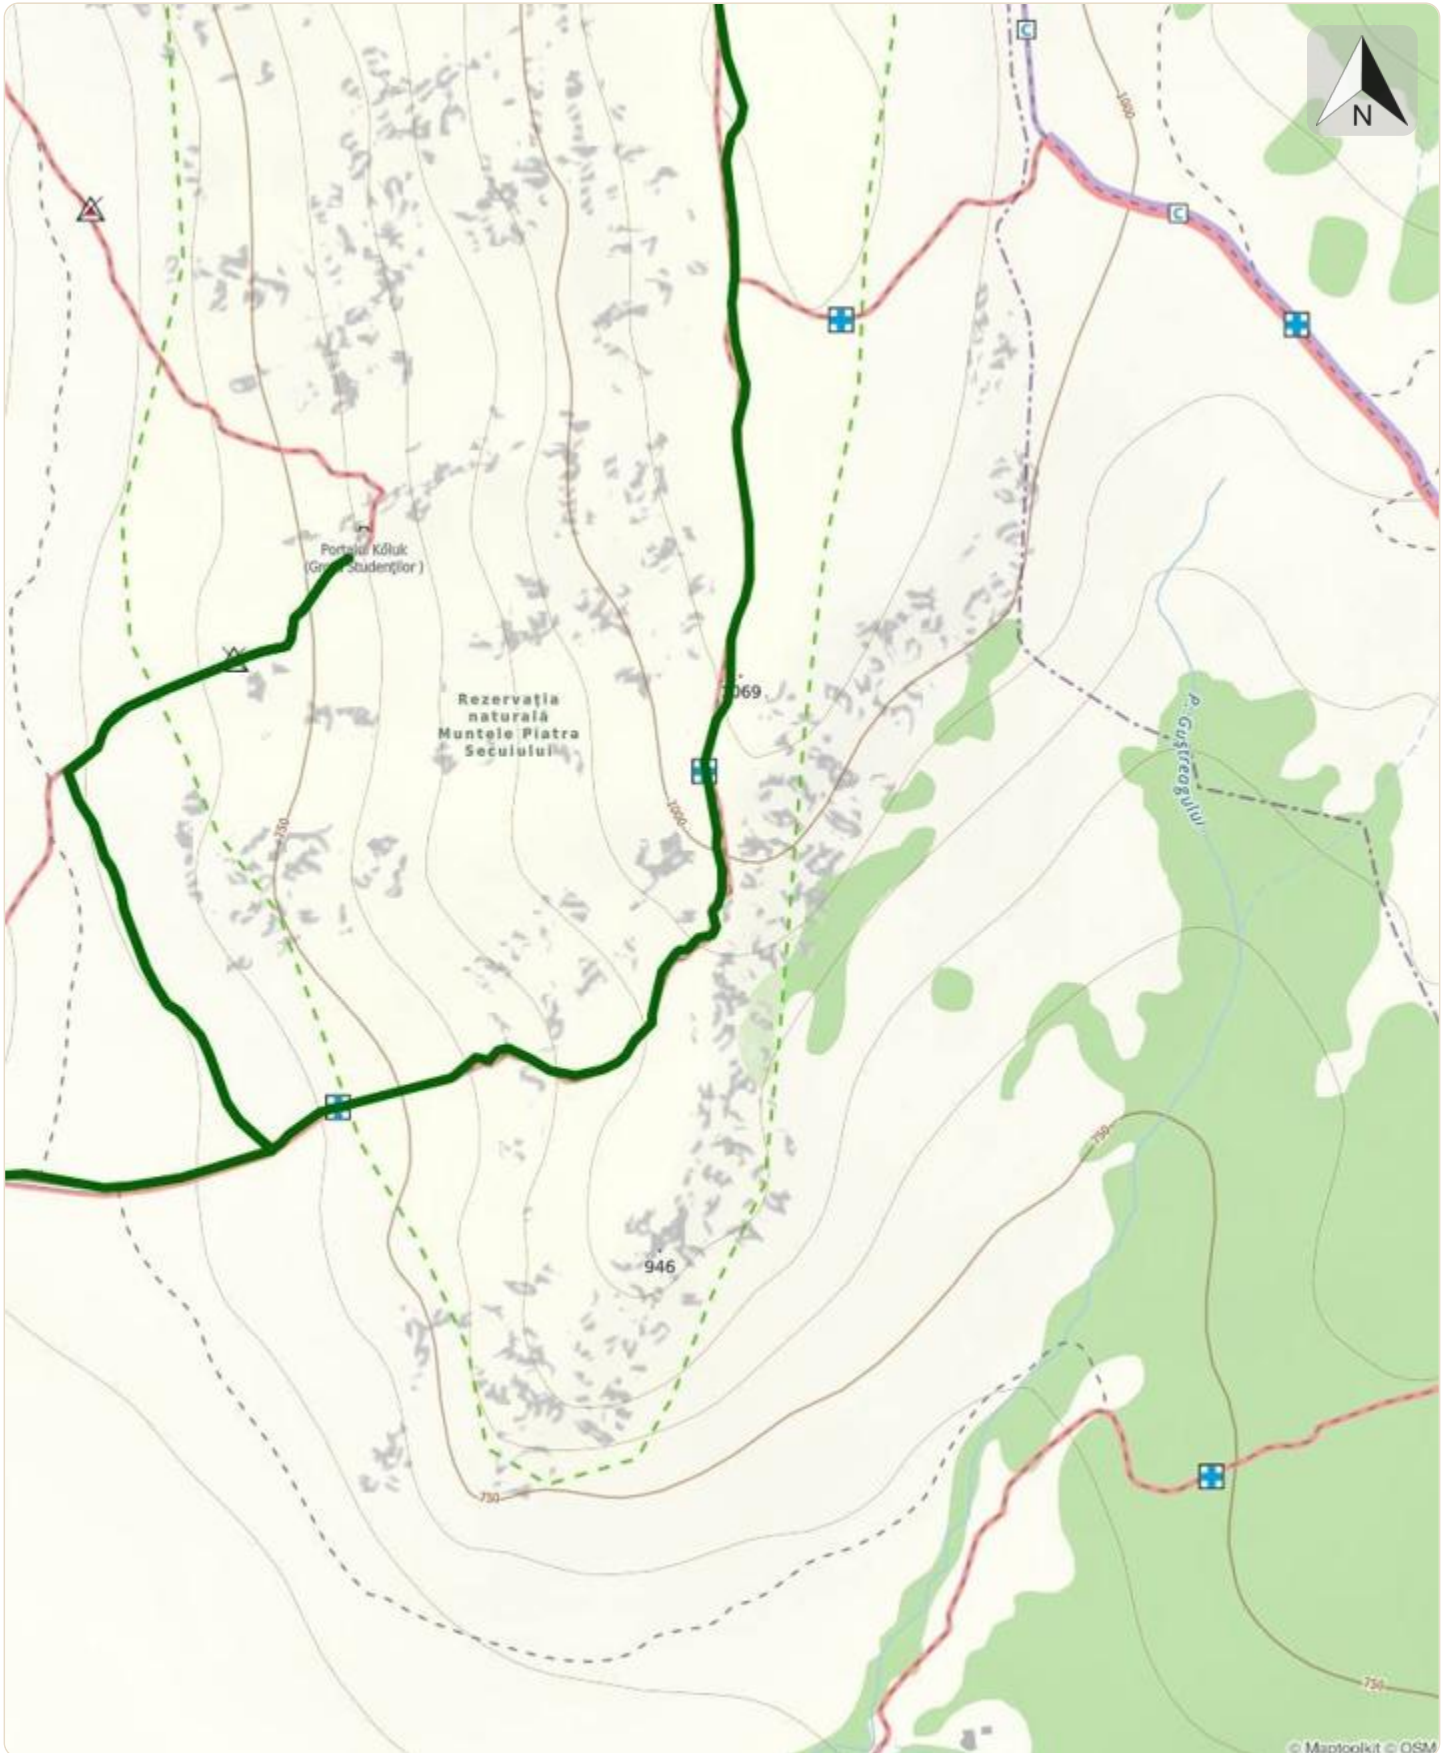 C
N
1000
C
Portalul Kőluk
(Grota Studenților )
1069
Rezervația
naturală
Muntele Piatra
Secuiului
P. Guștreagului
1000
750
750
946
750
750
© Maptoolkit © OSM